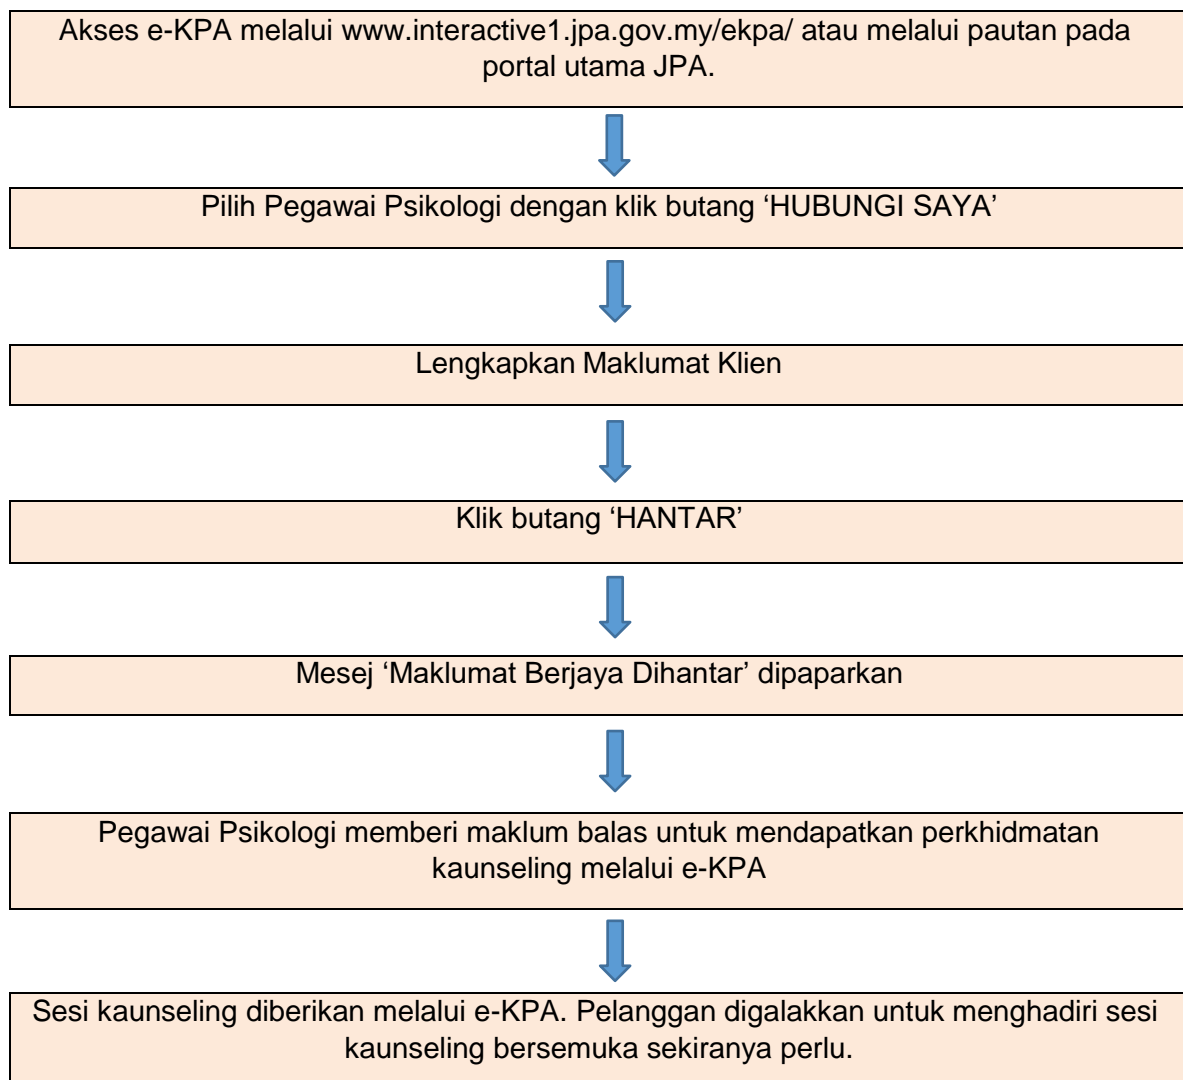 Akses e-KPA melalui www.interactive1.jpa.gov.my/ekpa/ atau melalui pautan pada
portal utama JPA.
Pilih Pegawai Psikologi dengan klik butang ‘HUBUNGI SAYA’
Lengkapkan Maklumat Klien
Klik butang ‘HANTAR’
Mesej ‘Maklumat Berjaya Dihantar’ dipaparkan
Pegawai Psikologi memberi maklum balas untuk mendapatkan perkhidmatan
kaunseling melalui e-KPA
Sesi kaunseling diberikan melalui e-KPA. Pelanggan digalakkan untuk menghadiri sesi
kaunseling bersemuka sekiranya perlu.